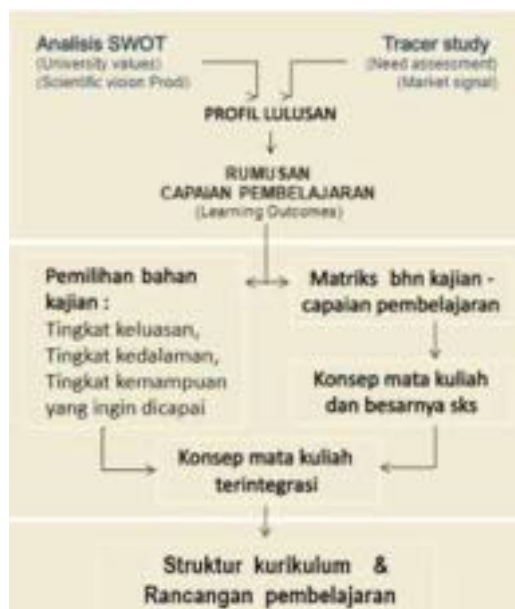 Analisis SWOT
(University values)
(Scientific vision Prodi)
Tracer study
(Need assessment)
(Market signal)
PROFIL LULUSAN
RUMUSAN
CAPAIAN PEMBELAJARAN
(Learning Outcomes)
Pemilihan bahan
kajian :
Tingkat keluasan,
Tingkat kedalaman,
Tingkat kemampuan
yang ingin dicapai
Matriks bhn kajian -
capaian pembelajaran
Konsep mata kuliah
dan besarnya sks
Konsep mata kuliah
terintegrasi
Struktur kurikulum &
Rancangan pembelajaran